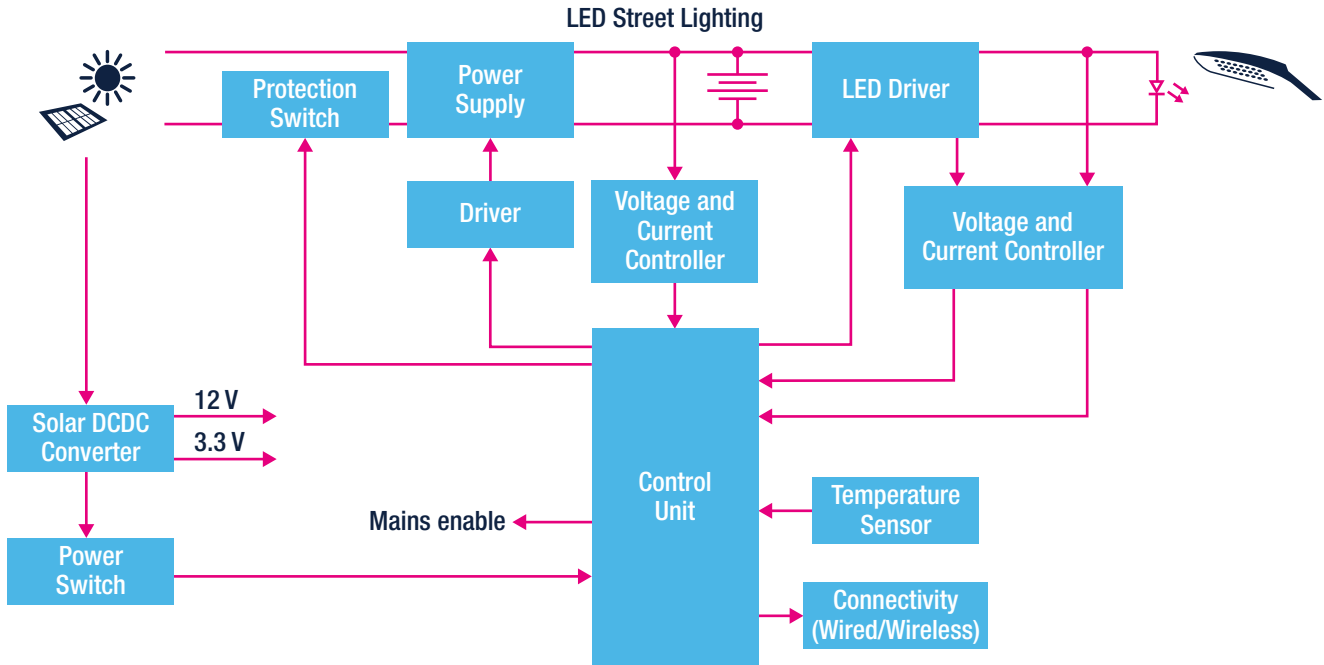 LED Street Lighting
Protection
Switch
Power
Supply
LED Driver
Driver
Voltage and
Current
Controller
Voltage and
Current Controller
12 V
3.3 V
Solar DCDC
Converter
Control
Unit
Temperature
Sensor
Mains enable
Power
Switch
Connectivity
(Wired/Wireless)